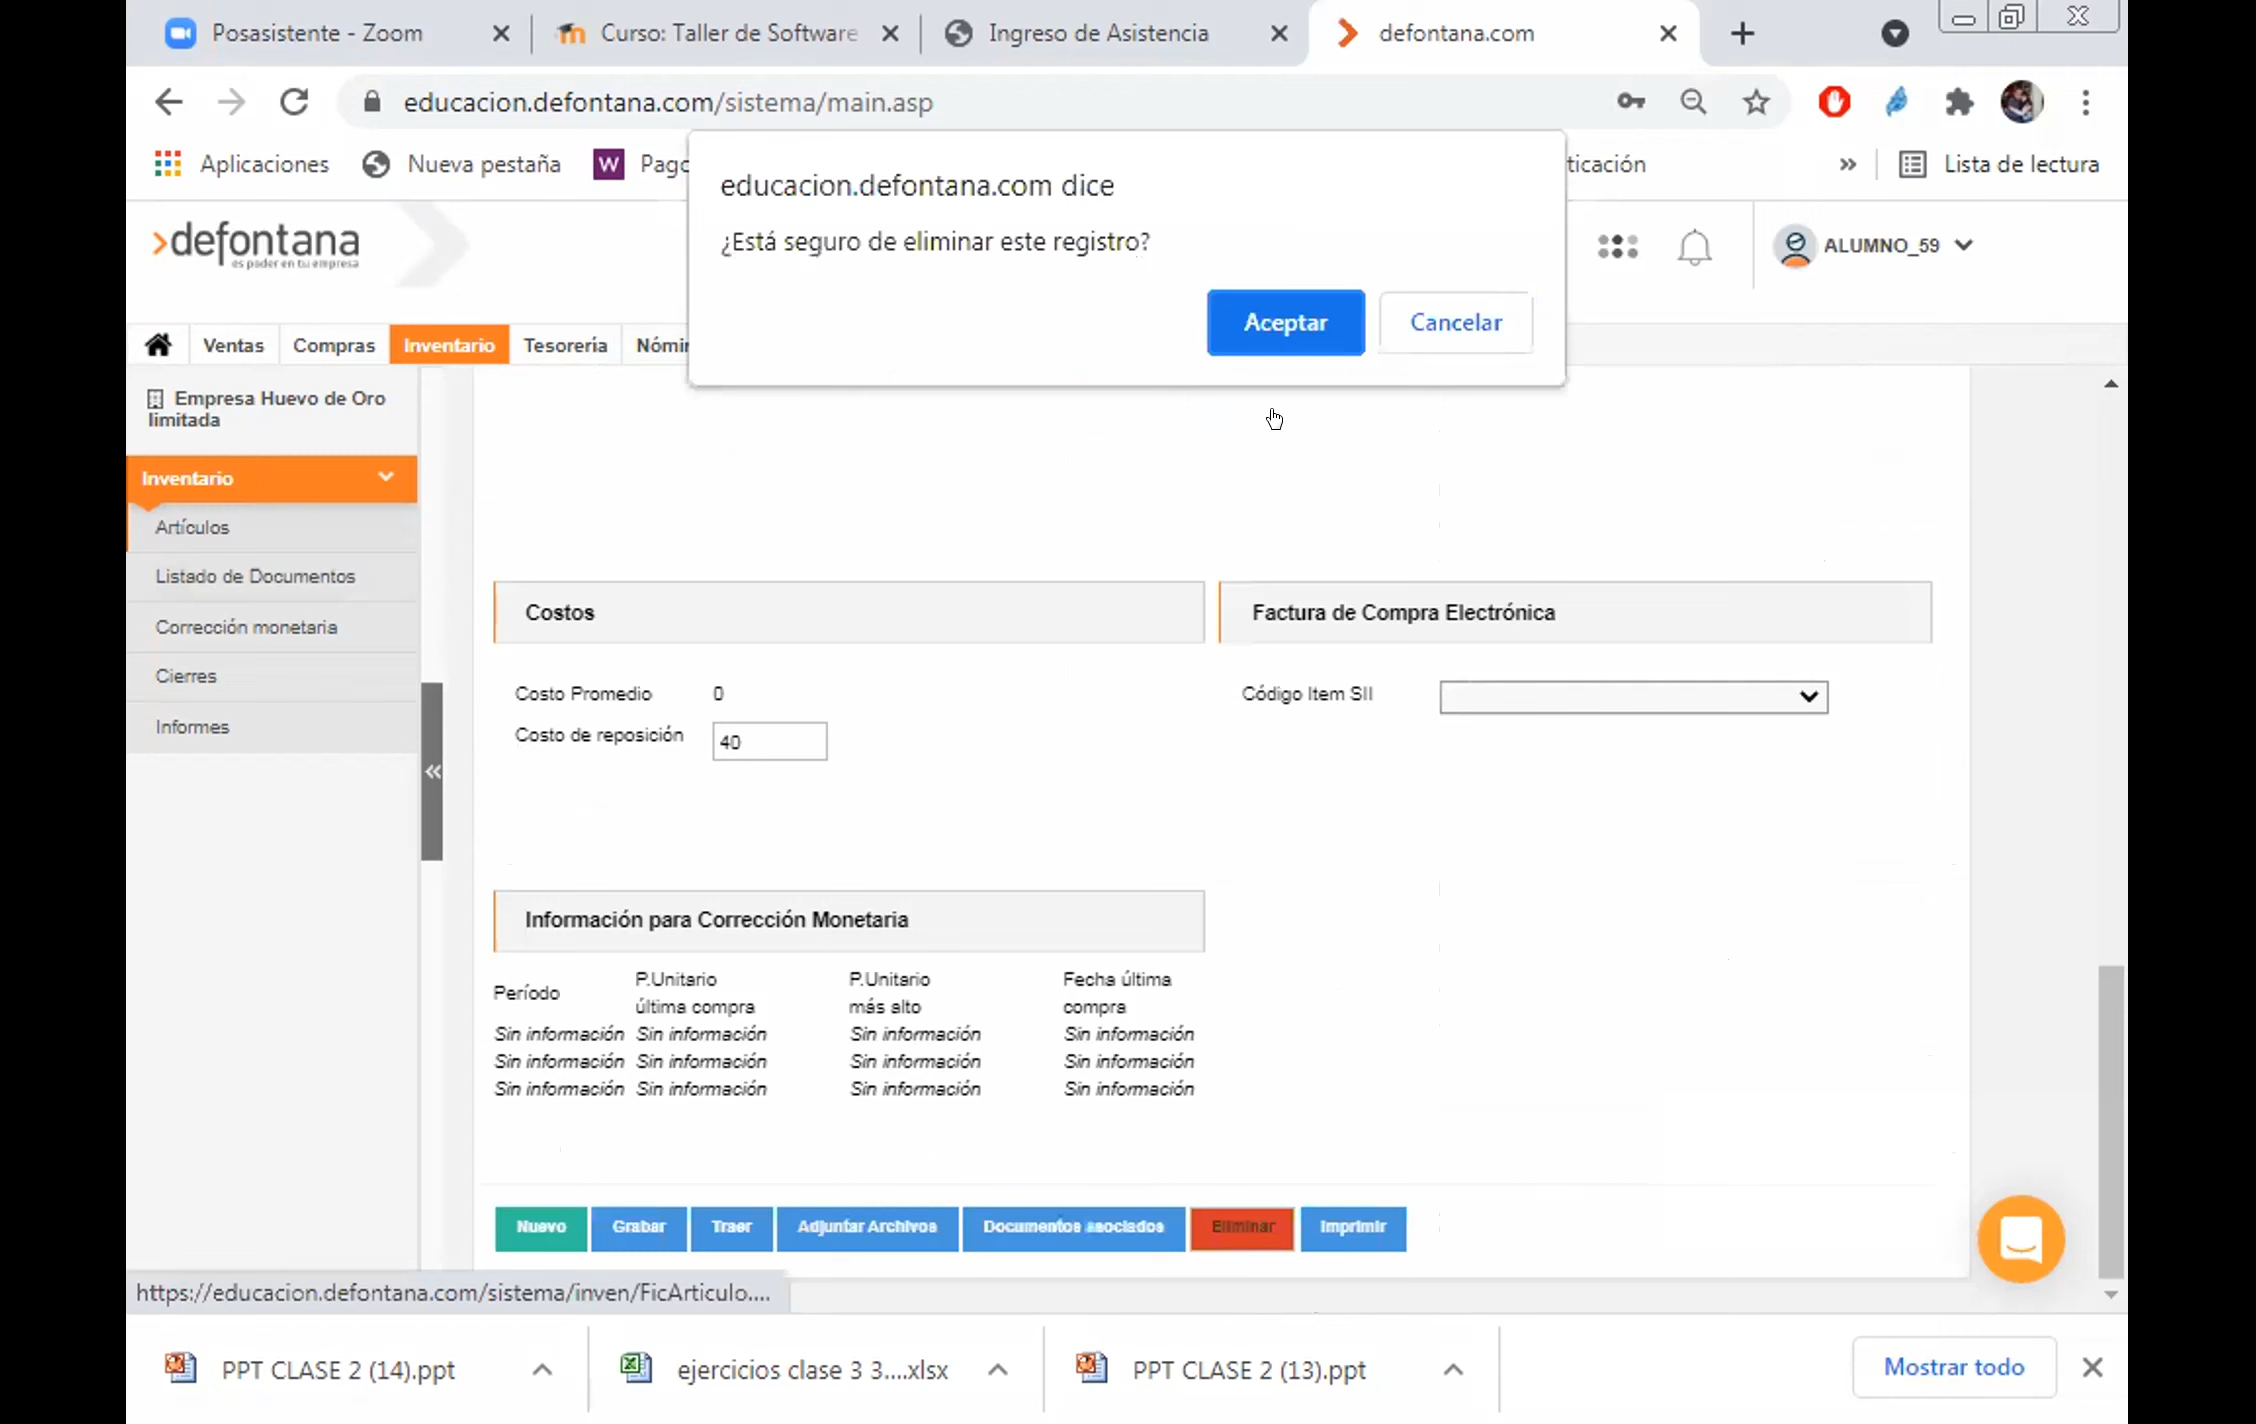 Posasistente - Zoom
Curso: Taller de Software
Ingreso de Asistencia
defontana.com
educacion.defontana.com/sistema/main.asp
Aplicaciones
Nueva pestaña
Lista de lectura
educacion.defontana.com dice
¿Está seguro de eliminar este registro?
Aceptar
Cancelar
defontana
es poder en tu empresa
ALUMNO_59
Ventas
Compras
Inventario
Tesorería
Empresa Huevo de Oro
limitada
Inventario
Artículos
Listado de Documentos
Corrección monetaria
Cierres
Informes
Costos
Factura de Compra Electrónica
Costo Promedio 0
Código Item SII
Costo de reposición 40
Información para Corrección Monetaria
Período
P.Unitario
última compra
P.Unitario
más alto
Fecha última
compra
Sin información Sin información Sin información Sin información
Sin información Sin información Sin información Sin información
Sin información Sin información Sin información Sin información
Nuevo
Grabar
Traer
Adjuntar Archivos
Documentos asociados
Eliminar
Imprimir
https://educacion.defontana.com/sistema/inven/FicArticulo....
PPT CLASE 2 (14).ppt
ejercicios clase 3 3....xlsx
PPT CLASE 2 (13).ppt
Mostrar todo